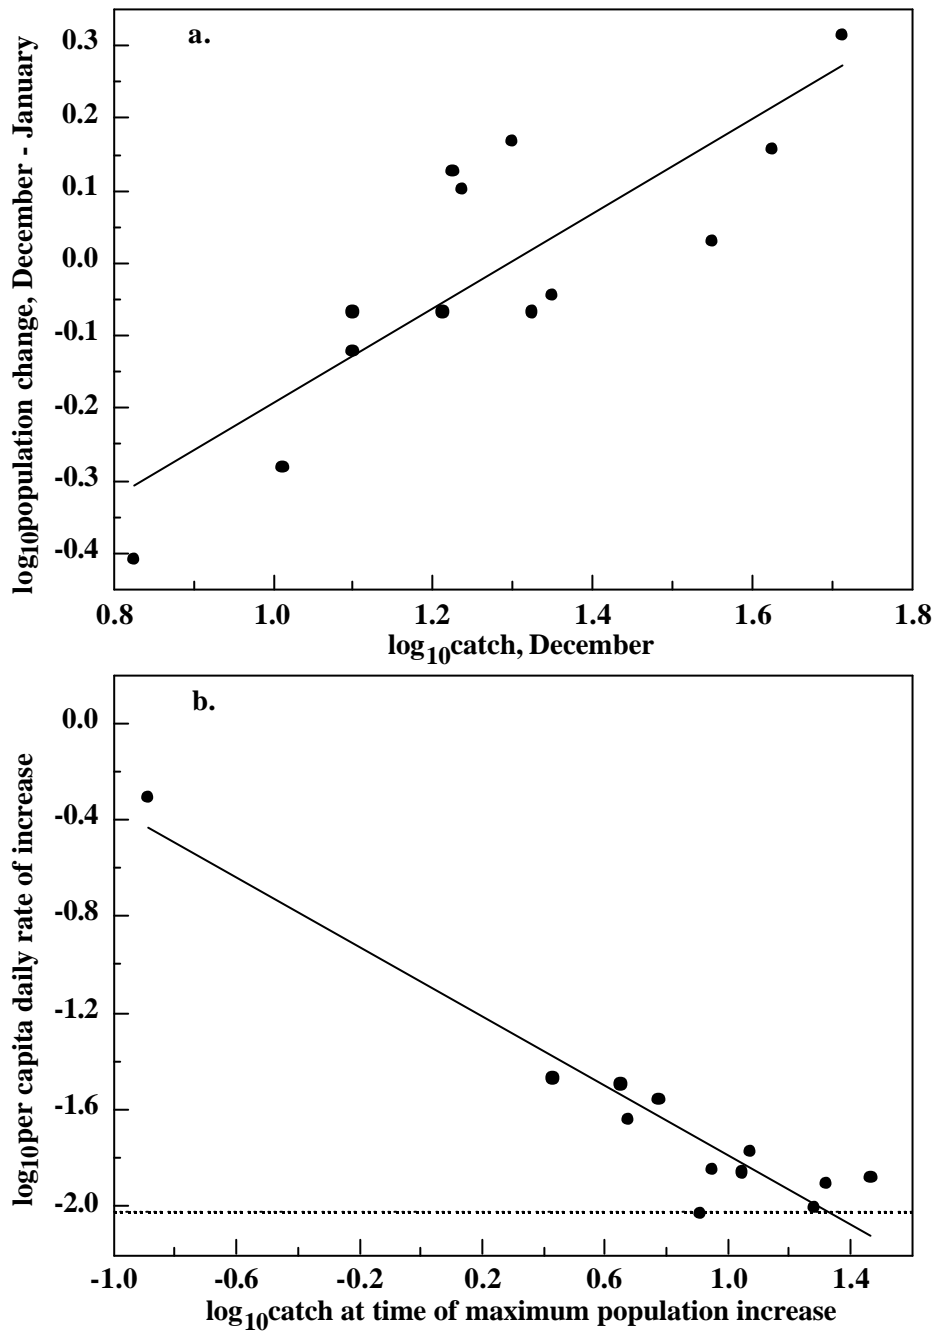 a.
log10population change, December - January
0.3
0.2
0.1
0.0
-0.1
-0.2
-0.3
-0.4
0.8 1.0 1.2 1.4 1.6 1.8
log10catch, December
b.
log10per capita daily rate of increase
0.0
-0.4
-0.8
-1.2
-1.6
-2.0
-1.0 -0.6 -0.2 0.2 0.6 1.0 1.4
log10catch at time of maximum population increase